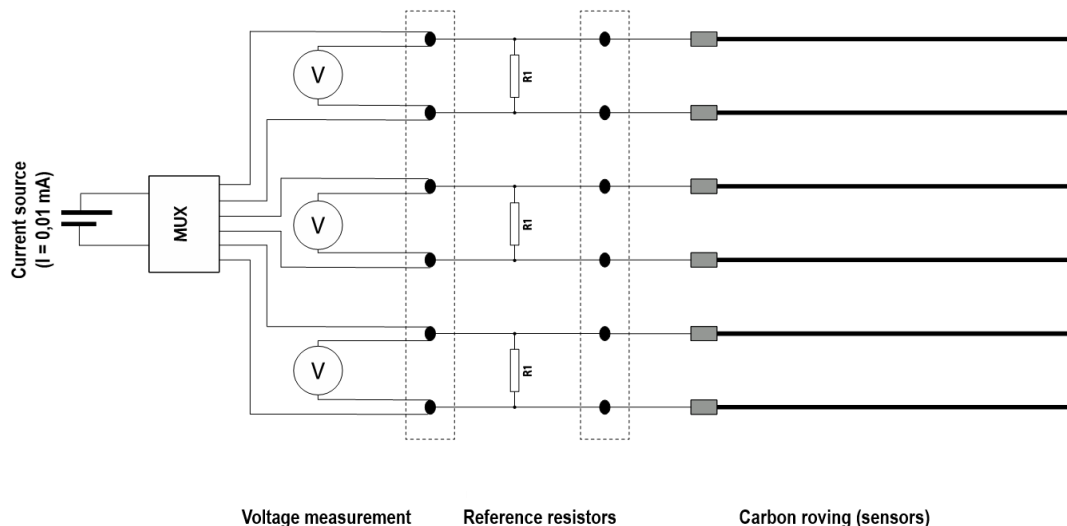 Current source
(I = 0,01 mA)
MUX
V
R1
V
R1
V
R1
Voltage measurement
Reference resistors
Carbon roving (sensors)